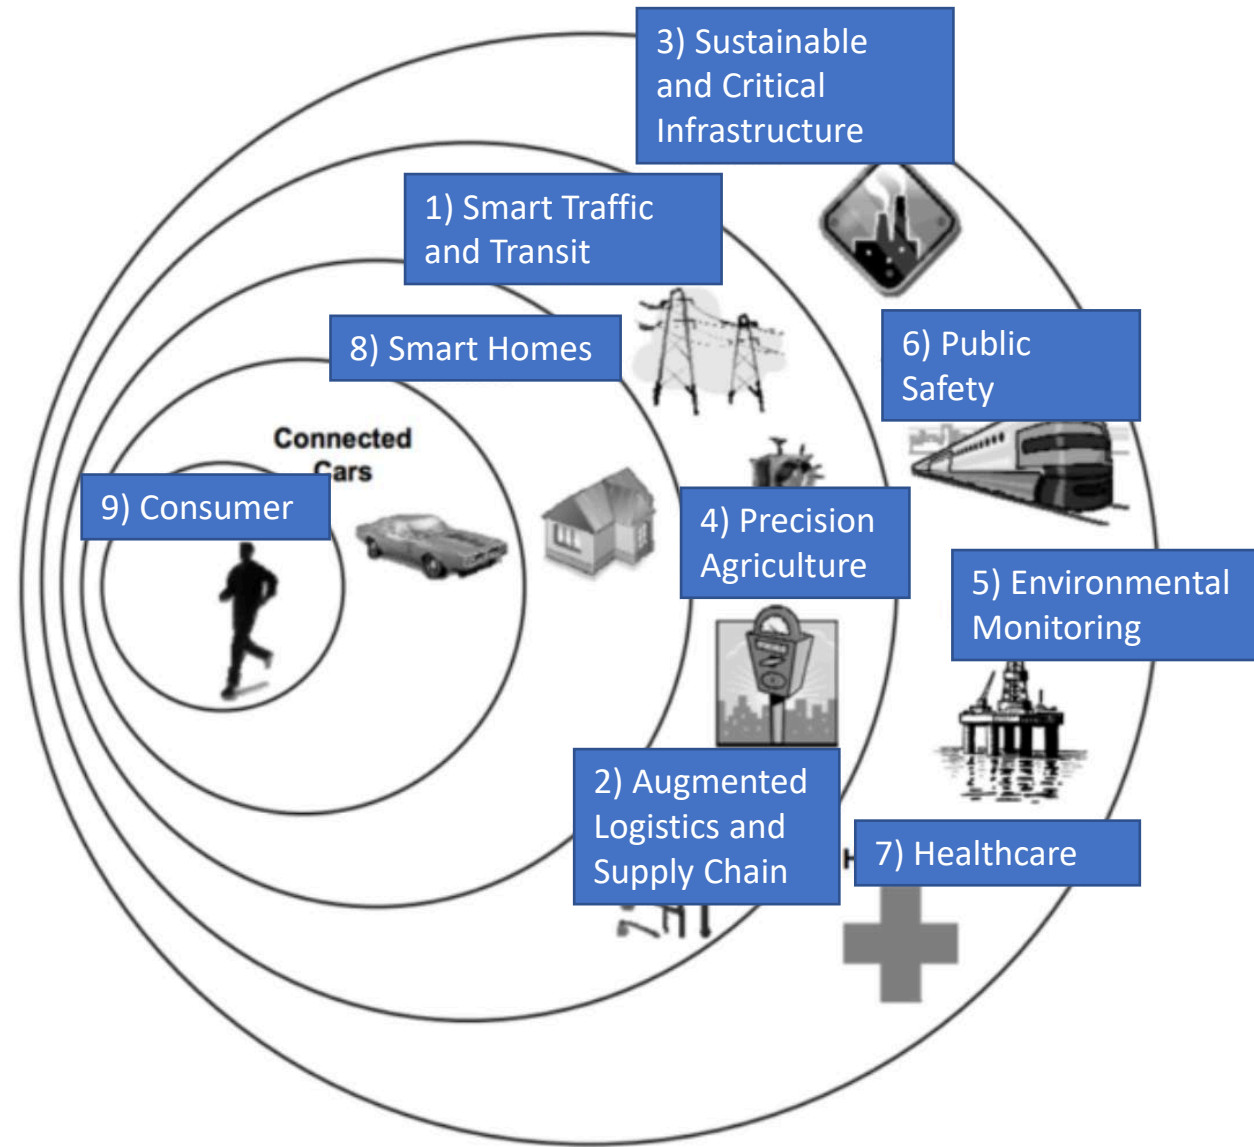 3) Sustainable
and Critical
Infrastructure
1) Smart Traffic
and Transit
8) Smart Homes
6) Public
Safety
Connected
Cars
9) Consumer
4) Precision
Agriculture
5) Environmental
Monitoring
2) Augmented
Logistics and
Supply Chain
7) Healthcare